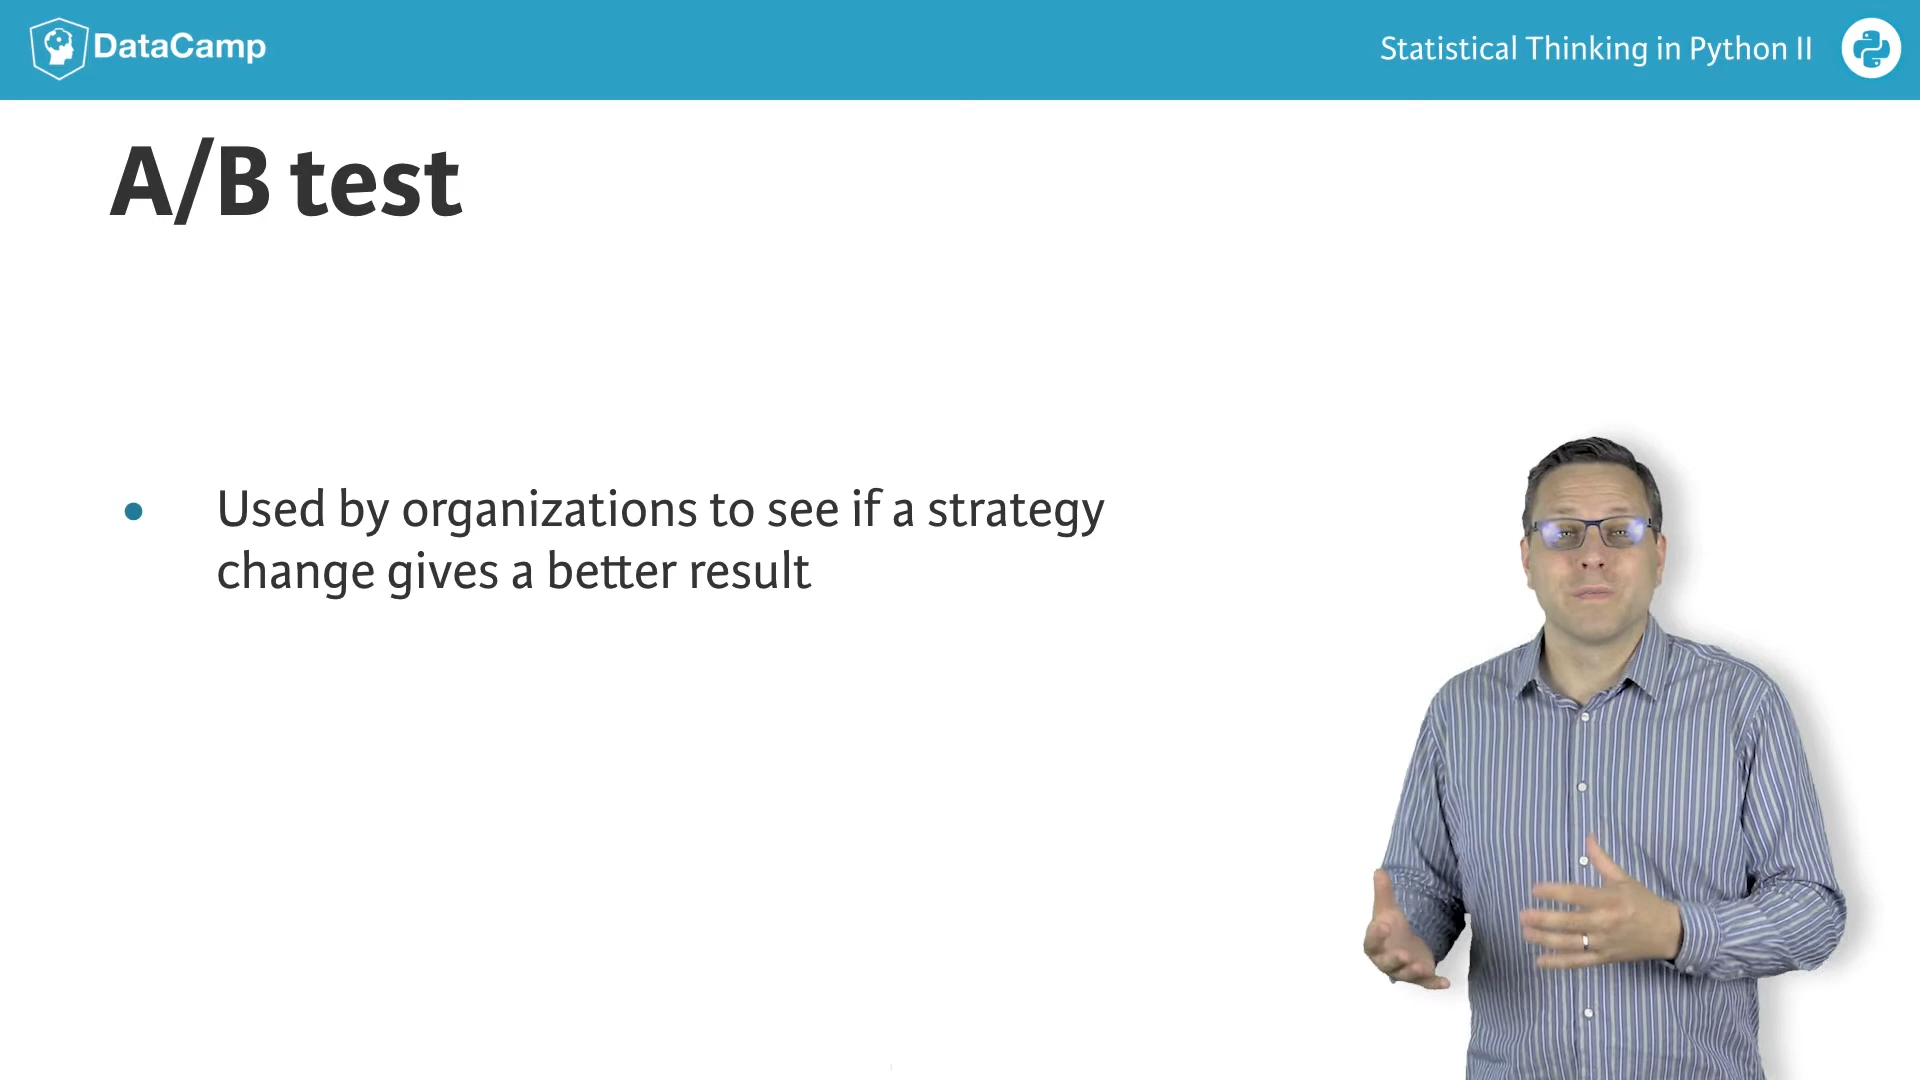 DataCamp
Statistical Thinking in Python II
A/B test
• Used by organizations to see if a strategy
change gives a better result